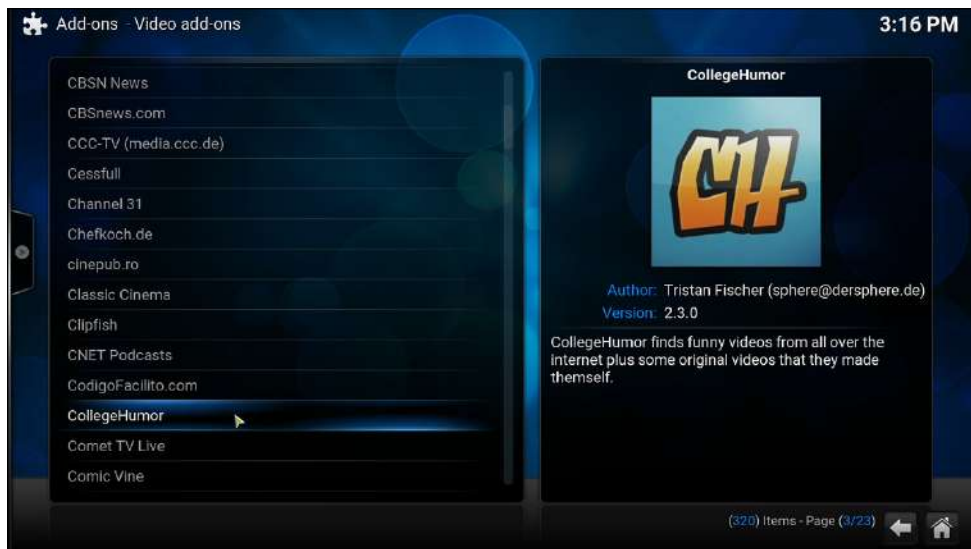 Add-ons - Video add-ons
3:16 PM
CBSN News
CBSnews.com
CCC-TV (media.ccc.de)
Cessfull
Channel 31
Chefkoch.de
cinepub.ro
Classic Cinema
Clipfish
CNET Podcasts
CodigoFacilito.com
CollegeHumor
Comet TV Live
Comic Vine
CollegeHumor
CH
Author: Tristan Fischer (sphere@dersphere.de)
Version: 2.3.0
CollegeHumor finds funny videos from all over the
internet plus some original videos that they made
themself.
(320) Items - Page (3/23)